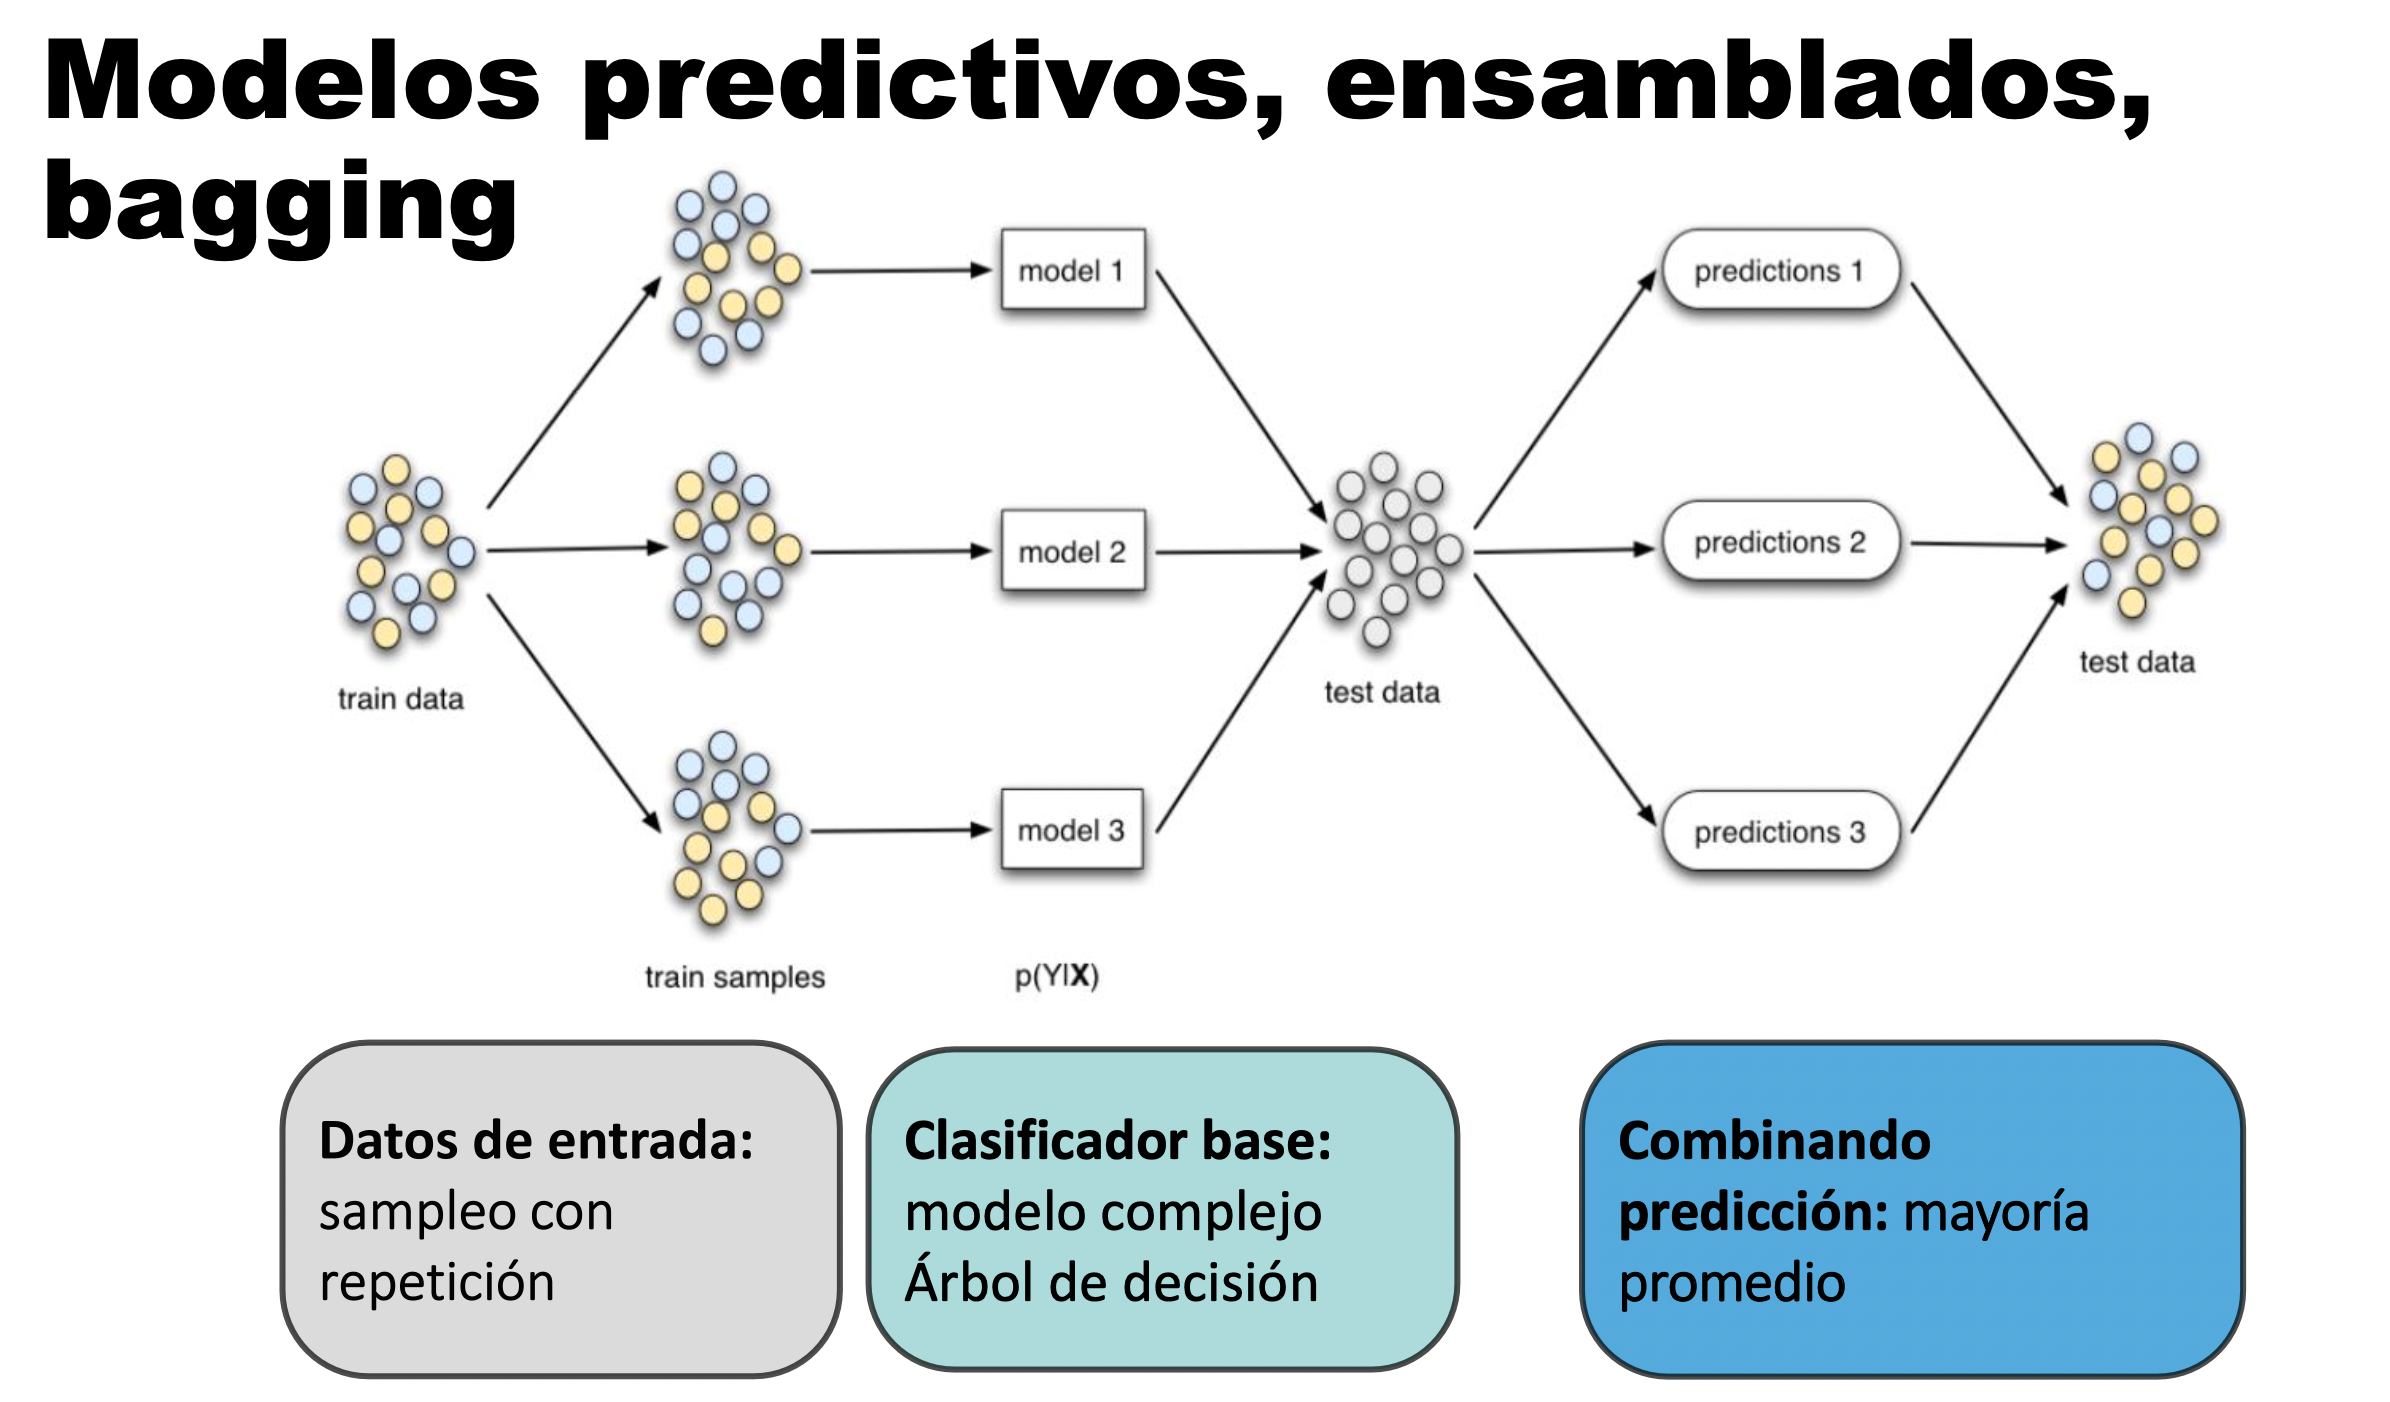 Modelos predictivos, ensamblados,
bagging
model 1
predictions 1
model 2
predictions 2
train data
test data
test data
model 3
predictions 3
train samples
p(Y|X)
Datos de entrada:
sampleo con
repetición
Clasificador base:
modelo complejo
Árbol de decisión
Combinando
predicción: mayoría
promedio